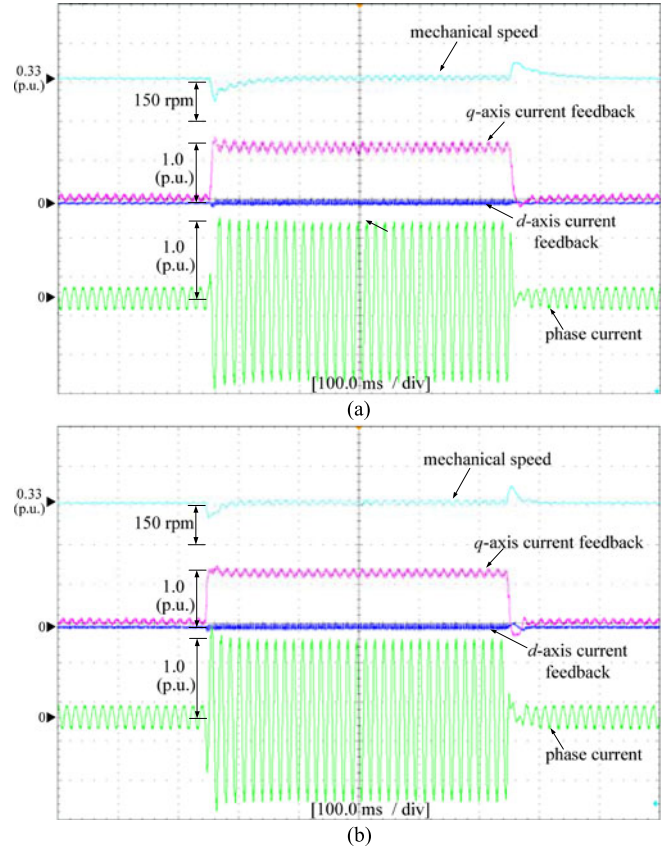 mechanical speed
0.33
(p.u.)
150 rpm
q-axis current feedback
1.0
(p.u.)
0
d-axis current
feedback
1.0
(p.u.)
0
phase current
[100.0 ms / div]
(a)
mechanical speed
0.33
(p.u.)
150 rpm
q-axis current feedback
1.0
(p.u.)
0
d-axis current
feedback
1.0
(p.u.)
0
phase current
[100.0 ms / div]
(b)